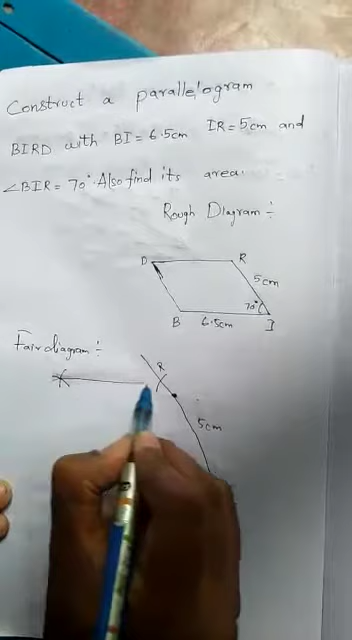 Construct a parallelogram
BIRD with BI = 6.5cm IR = 5cm and
∠BIR = 70°. Also find its area.
Rough Diagram :-
D R
5cm
70°
B 6.5cm I
Fair diagram :-
R
5cm